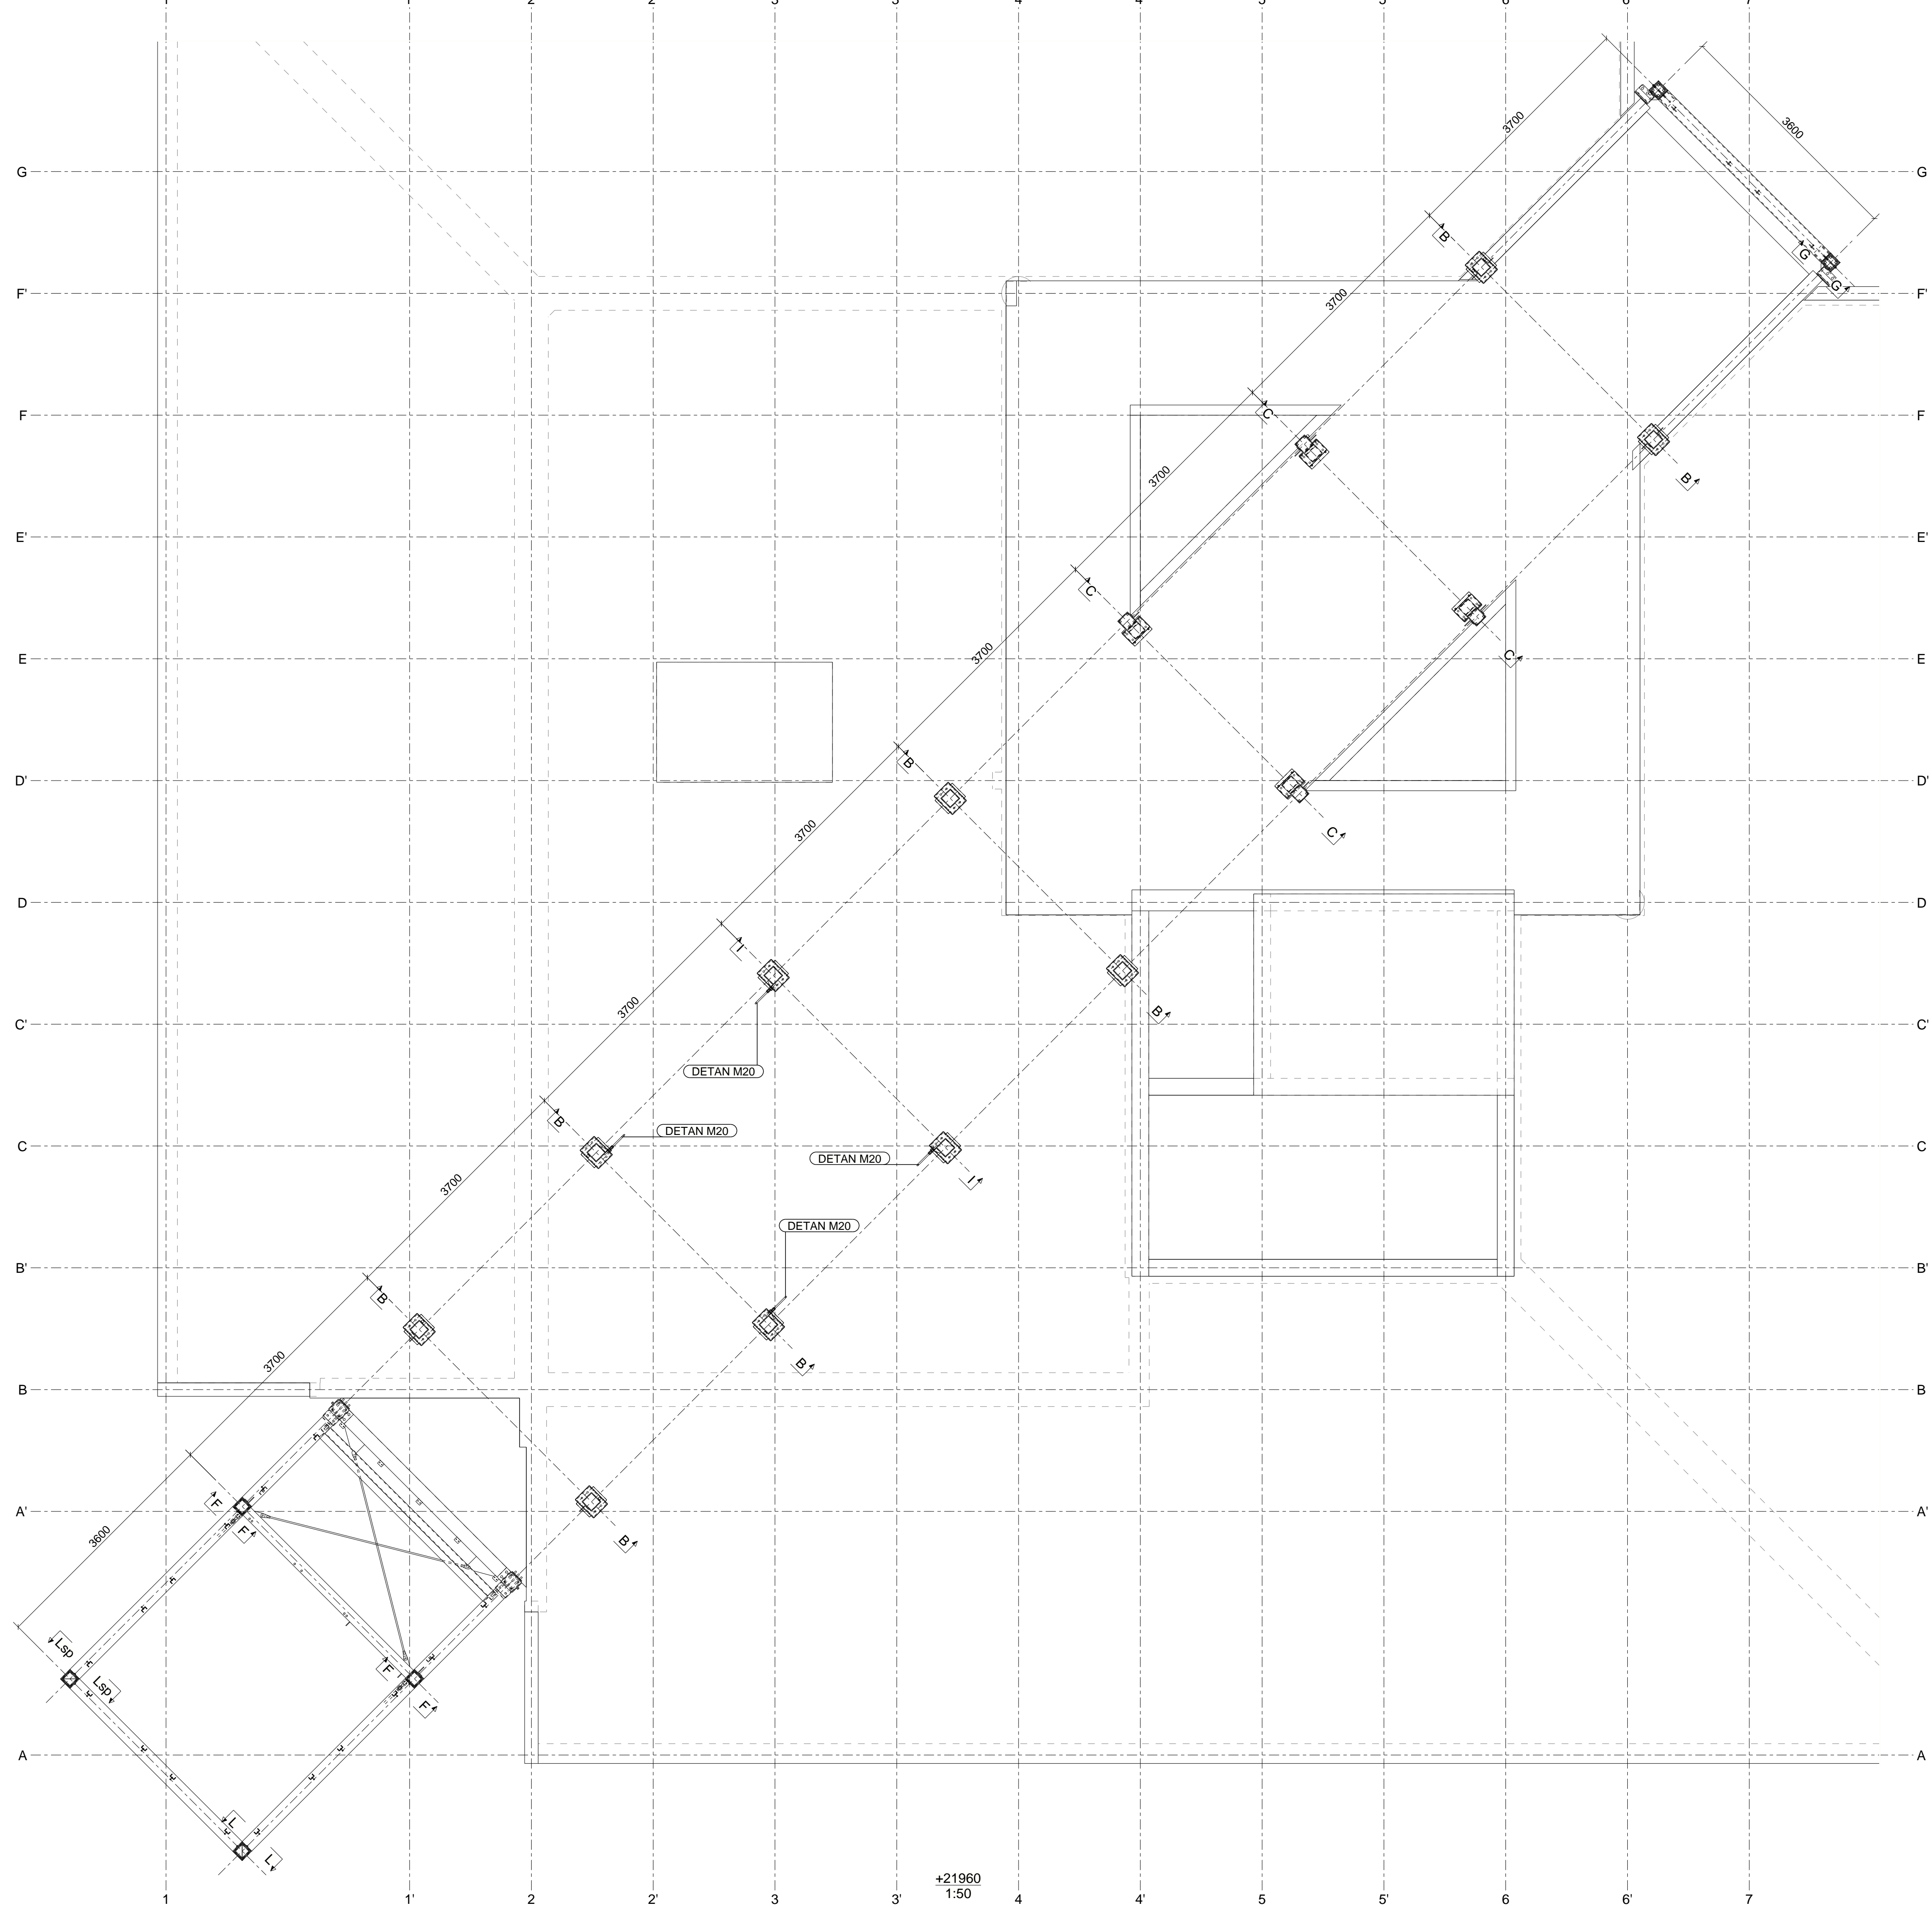 1 1' 2 2' 3 3' 4 4' 5 5' 6 6' 7
3700
3600
G G
B
G
3700
F' G F'
3700
F C F
B
3700
E' E'
C
3700
E C E
B
D' D'
3700
C
D D
I
3700
C' B C'
DETAN M20
B
DETAN M20
C C
DETAN M20
3700
I
DETAN M20
B' B'
B
3700
B
B B
F
A' A'
F
3600
B
Lsp
F
Lsp
F
A A
L
L
+21960
1:50
1 1' 2 2' 3 3' 4 4' 5 5' 6 6' 7